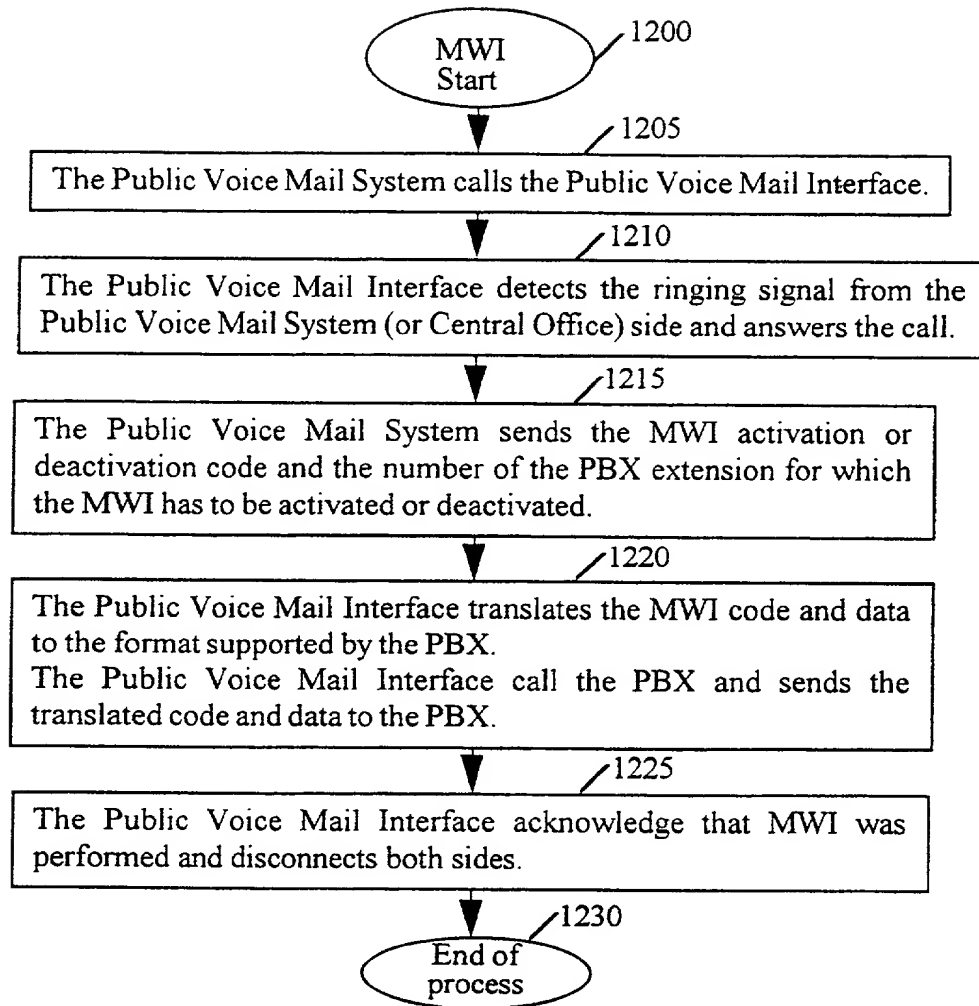 1200
MWI
Start
1205
The Public Voice Mail System calls the Public Voice Mail Interface.
1210
The Public Voice Mail Interface detects the ringing signal from the
Public Voice Mail System (or Central Office) side and answers the call.
1215
The Public Voice Mail System sends the MWI activation or
deactivation code and the number of the PBX extension for which
the MWI has to be activated or deactivated.
1220
The Public Voice Mail Interface translates the MWI code and data
to the format supported by the PBX.
The Public Voice Mail Interface call the PBX and sends the
translated code and data to the PBX.
1225
The Public Voice Mail Interface acknowledge that MWI was
performed and disconnects both sides.
1230
End of
process